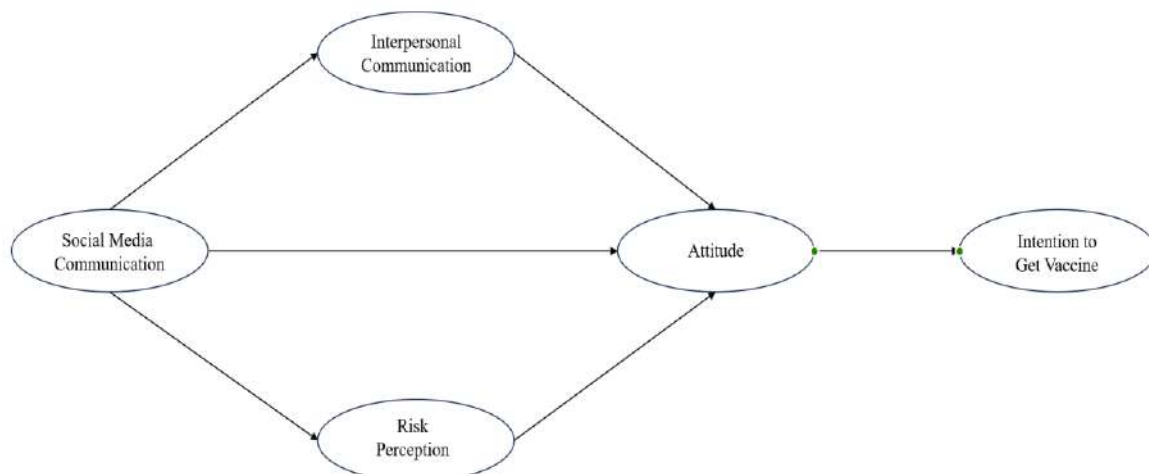 Interpersonal
Communication
Social Media
Communication
Attitude
Intention to
Get Vaccine
Risk
Perception